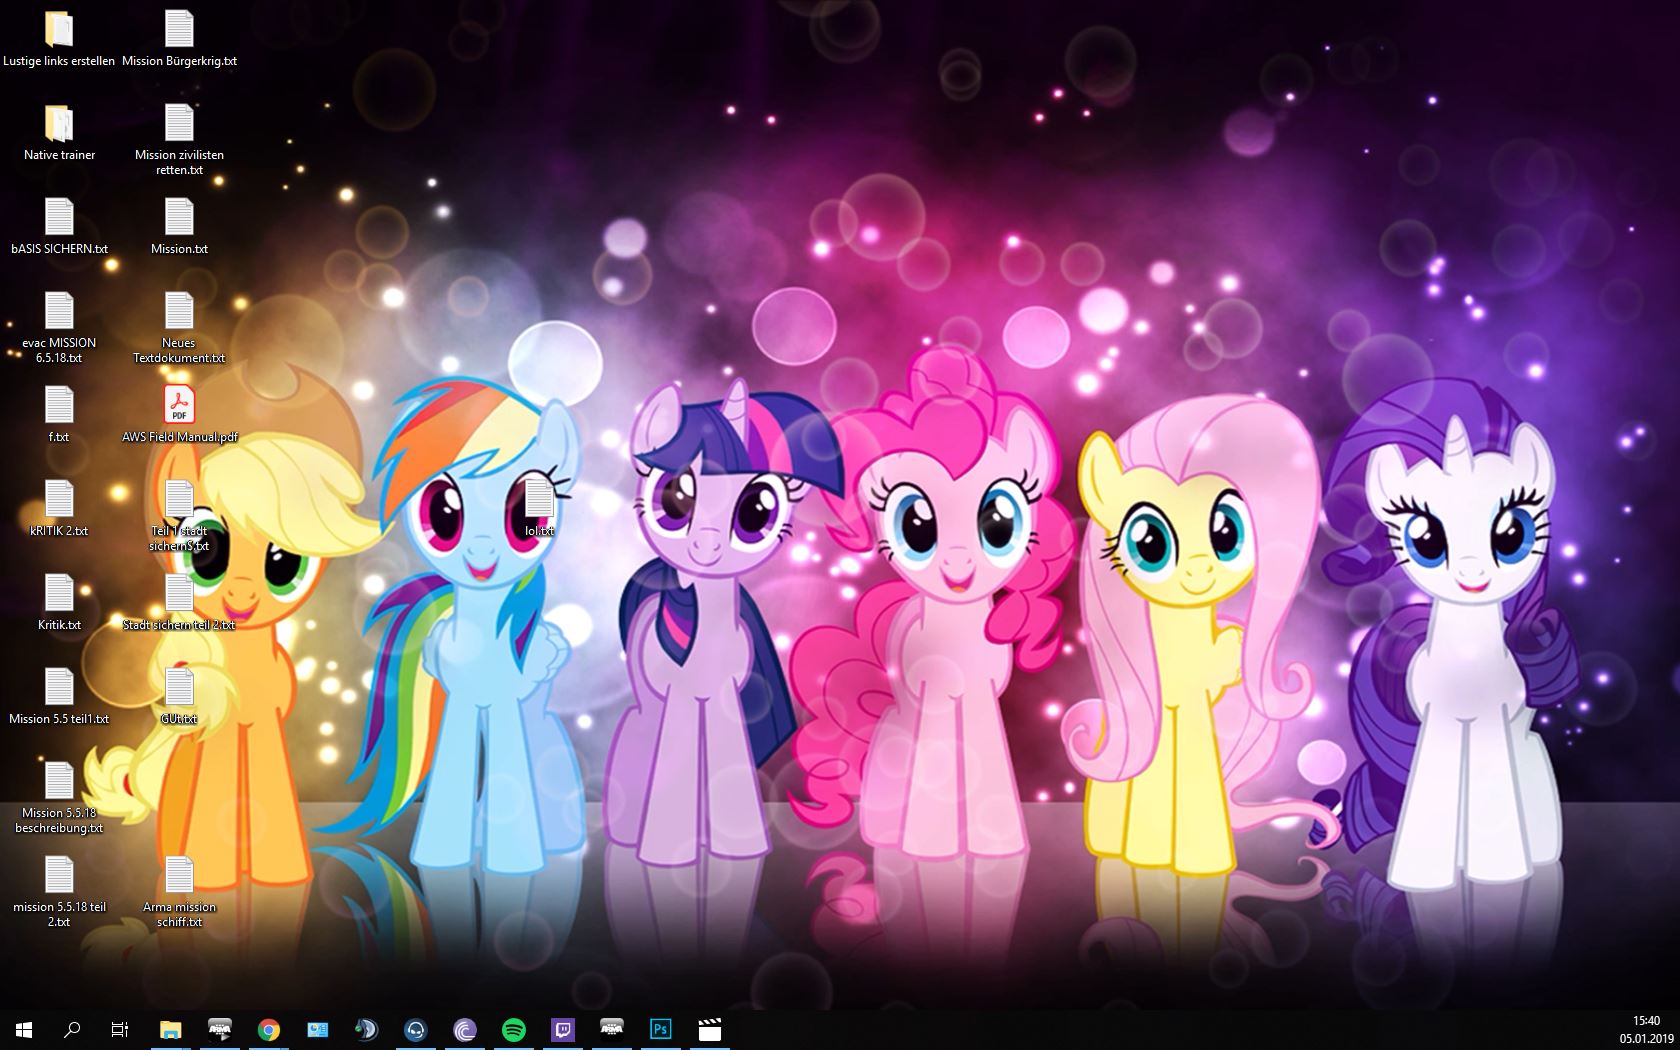 Lustige links erstellen
Mission Bürgerkrig.txt
Native trainer
Mission zivilisten
retten.txt
bASIS SICHERN.txt
Mission.txt
evac MISSION
6.5.18.txt
Neues
Textdokument.txt
f.txt
PDF
AWS Field Manual.pdf
kRITIK 2.txt
Teil 1 stadt
sichernS.txt
lol.txt
Kritik.txt
Stadt sichern teil 2.txt
Mission 5.5 teil1.txt
GUt.txt
Mission 5.5.18
beschreibung.txt
mission 5.5.18 teil
2.txt
Arma mission
schiff.txt
ARMA
ARMA
Ps
15:40
05.01.2019